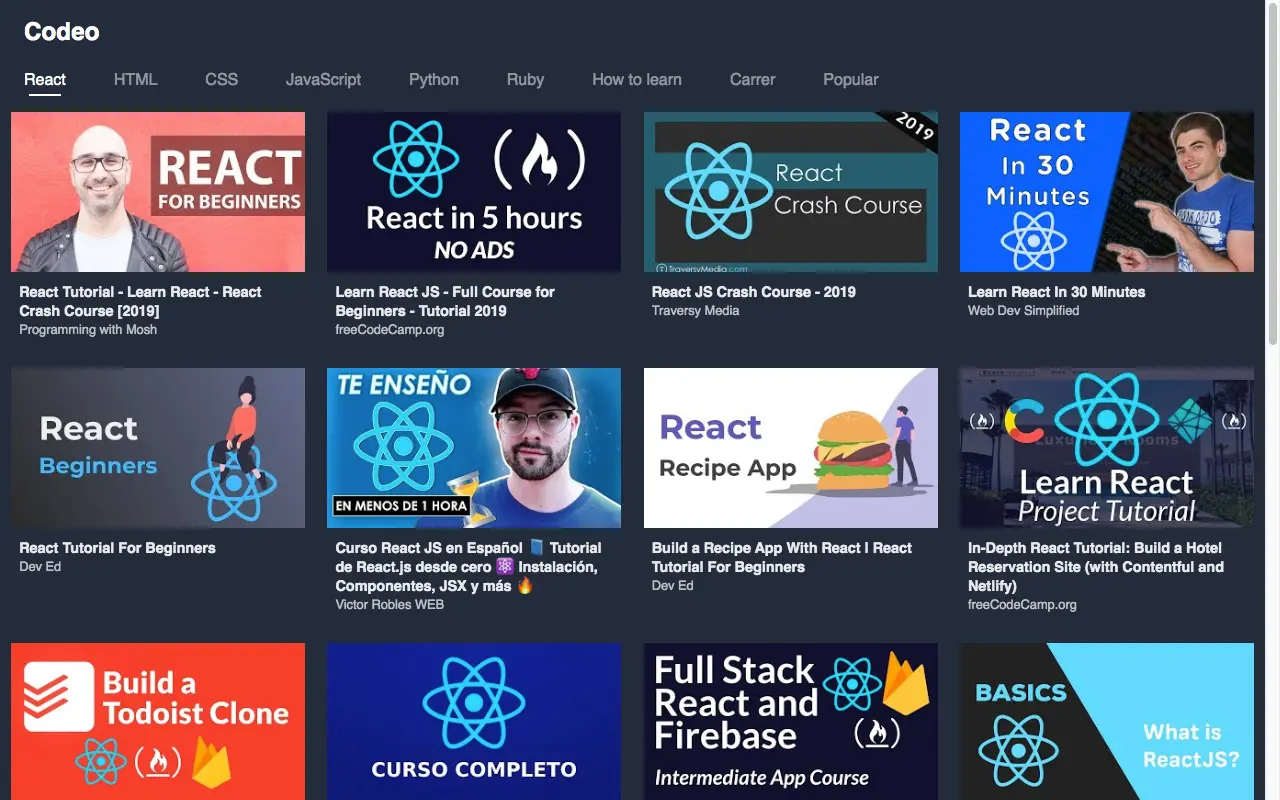 Codeo
React HTML CSS JavaScript Python Ruby How to learn Carrer Popular
REACT
FOR BEGINNERS
React in 5 hours
NO ADS
2019
React
Crash Course
TraversyMedia.com
React
In 30
Minutes
React Tutorial - Learn React - React
Crash Course [2019]
Programming with Mosh
Learn React JS - Full Course for
Beginners - Tutorial 2019
freeCodeCamp.org
React JS Crash Course - 2019
Traversy Media
Learn React In 30 Minutes
Web Dev Simplified
React
Beginners
TE ENSEÑO
EN MENOS DE 1 HORA
React
Recipe App
Learn React
Project Tutorial
React Tutorial For Beginners
Dev Ed
Curso React JS en Español 📘 Tutorial
de React.js desde cero ⚛️ Instalación,
Componentes, JSX y más 🔥
Victor Robles WEB
Build a Recipe App With React | React
Tutorial For Beginners
Dev Ed
In-Depth React Tutorial: Build a Hotel
Reservation Site (with Contentful and
Netlify)
freeCodeCamp.org
Build a
Todoist Clone
CURSO COMPLETO
Full Stack
React and
Firebase
Intermediate App Course
BASICS
What is
ReactJS?